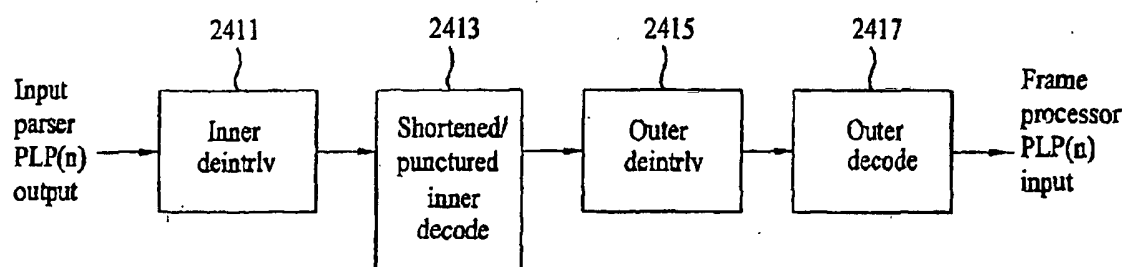 2411
2413
2415
2417
Input
parser
PLP(n)
output
Inner
deintrlv
Shortened/
punctured
inner
decode
Outer
deintrlv
Outer
decode
Frame
processor
PLP(n)
input